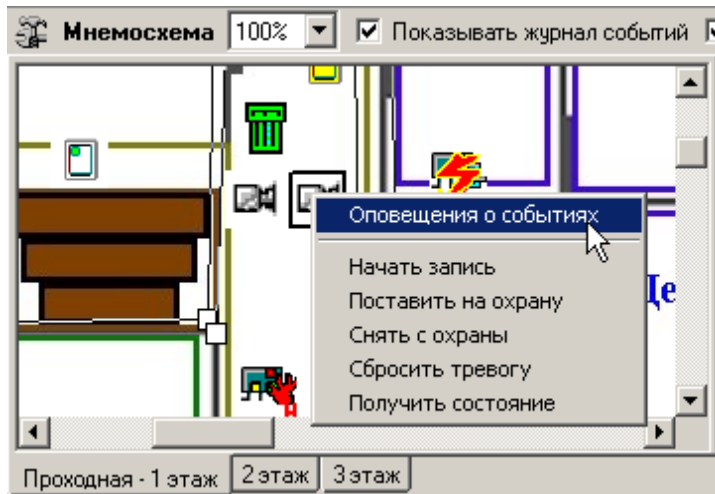 Мнемосхема 100% Показывать журнал событий
Оповещения о событиях
Начать запись
Поставить на охрану
Снять с охраны
Сбросить тревогу
Получить состояние
Проходная - 1 этаж 2 этаж 3 этаж